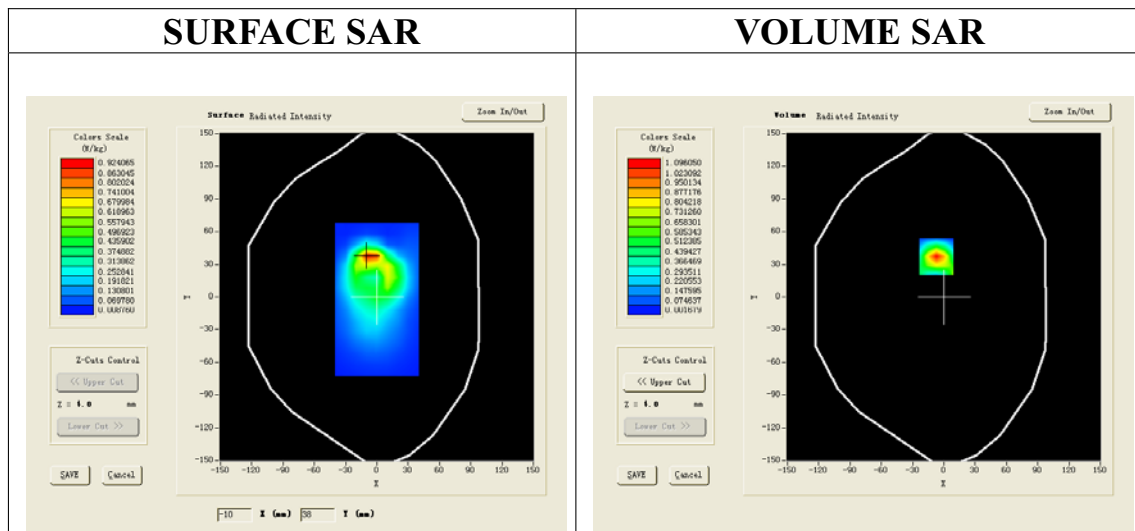 SURFACE SAR
VOLUME SAR
Surface Radiated Intensity
Zoom In/Out
Colors Scale
(W/kg)
0.924065
0.863045
0.802024
0.741004
0.679984
0.618963
0.557943
0.496923
0.435902
0.374882
0.313862
0.252841
0.191821
0.130801
0.069780
0.008760
150
120
90
60
30
0
-30
-60
-90
-120
-150
Y
-150 -120 -90 -60 -30 0 30 60 90 120 150
X
Z-Cuts Control
<< Upper Cut
Z = 4.0 mm
Lower Cut >>
SAVE Cancel
-10 X (mm) 38 Y (mm)
Volume Radiated Intensity
Zoom In/Out
Colors Scale
(W/kg)
1.096050
1.023092
0.950134
0.877176
0.804218
0.731260
0.658301
0.585343
0.512385
0.439427
0.366469
0.293511
0.220553
0.147595
0.074637
0.001679
150
120
90
60
30
0
-30
-60
-90
-120
-150
Y
-150 -120 -90 -60 -30 0 30 60 90 120 150
X
Z-Cuts Control
<< Upper Cut
Z = 4.0 mm
Lower Cut >>
SAVE Cancel